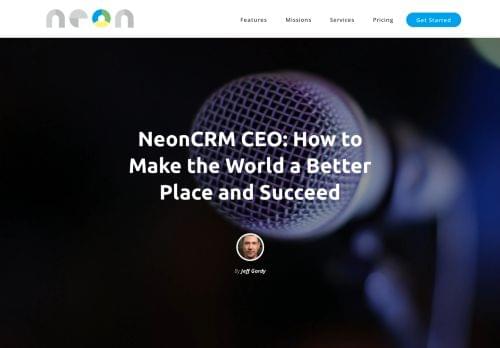 neon
Features Missions Services Pricing Get Started
NeonCRM CEO: How to
Make the World a Better
Place and Succeed
By Jeff Gordy